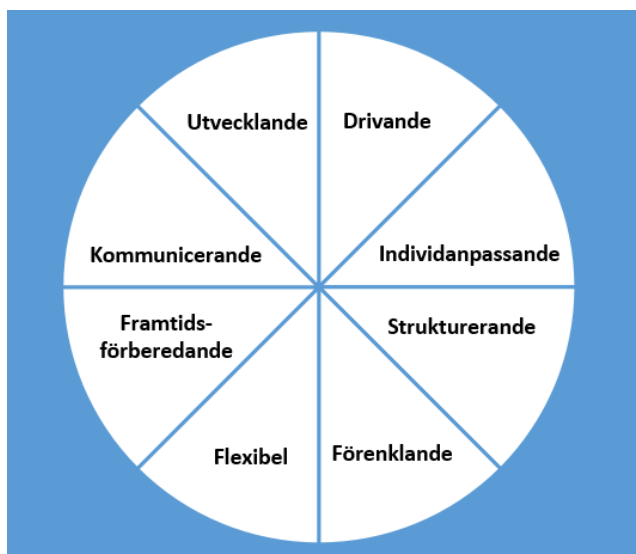 Utvecklande
Drivande
Kommunicerande
Individanpassande
Framtids-
förberedande
Strukturerande
Flexibel
Förenklande